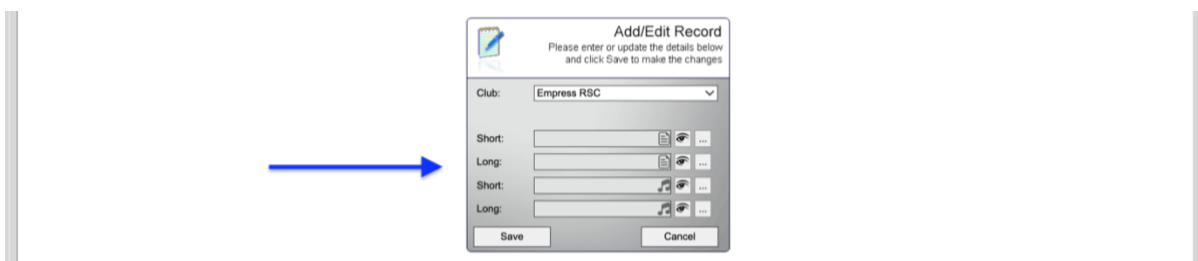 Add/Edit Record
Please enter or update the details below
and click Save to make the changes
Club: Empress RSC
Short: ...
Long: ...
Short: ...
Long: ...
Save Cancel